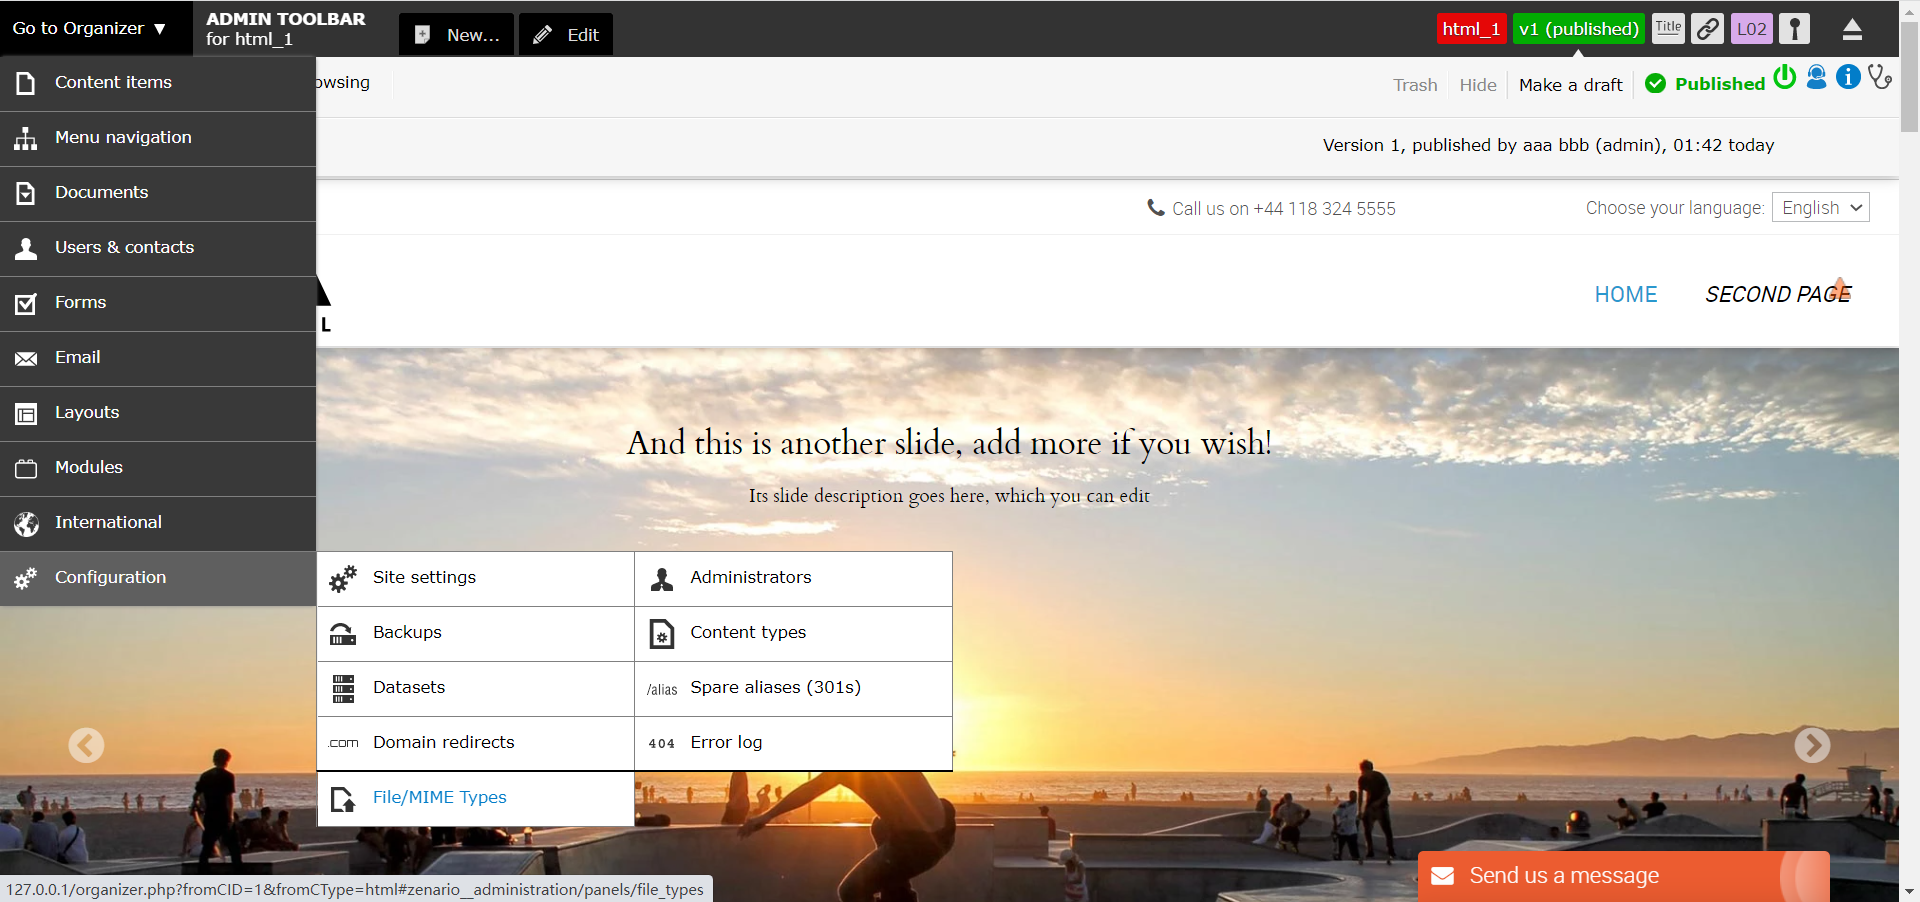 Go to Organizer ▼
ADMIN TOOLBAR
for html_1
New...
Edit
html_1
v1 (published)
Title
L02
Content items
owsing
Trash
Hide
Make a draft
Published
Menu navigation
Version 1, published by aaa bbb (admin), 01:42 today
Documents
Call us on +44 118 324 5555
Choose your language:
English
Users & contacts
Forms
HOME
SECOND PAGE
L
Email
Layouts
And this is another slide, add more if you wish!
Modules
Its slide description goes here, which you can edit
International
Configuration
Site settings
Administrators
Backups
Content types
Datasets
/alias
Spare aliases (301s)
.com
Domain redirects
404
Error log
File/MIME Types
Send us a message
127.0.0.1/organizer.php?fromCID=1&fromCType=html#zenario__administration/panels/file_types